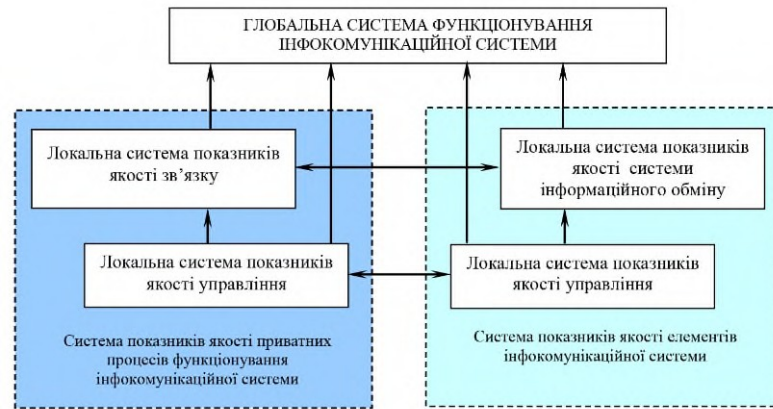 ГЛОБАЛЬНА СИСТЕМА ФУНКЦІОНУВАННЯ
ІНФОКОМУНІКАЦІЙНОЇ СИСТЕМИ
Локальна система показників
якості зв’язку
Локальна система показників
якості системи
інформаційного обміну
Локальна система показників
якості управління
Локальна система показників
якості управління
Система показників якості приватних
процесів функціонування
інфокомунікаційної системи
Система показників якості елементів
інфокомунікаційної системи